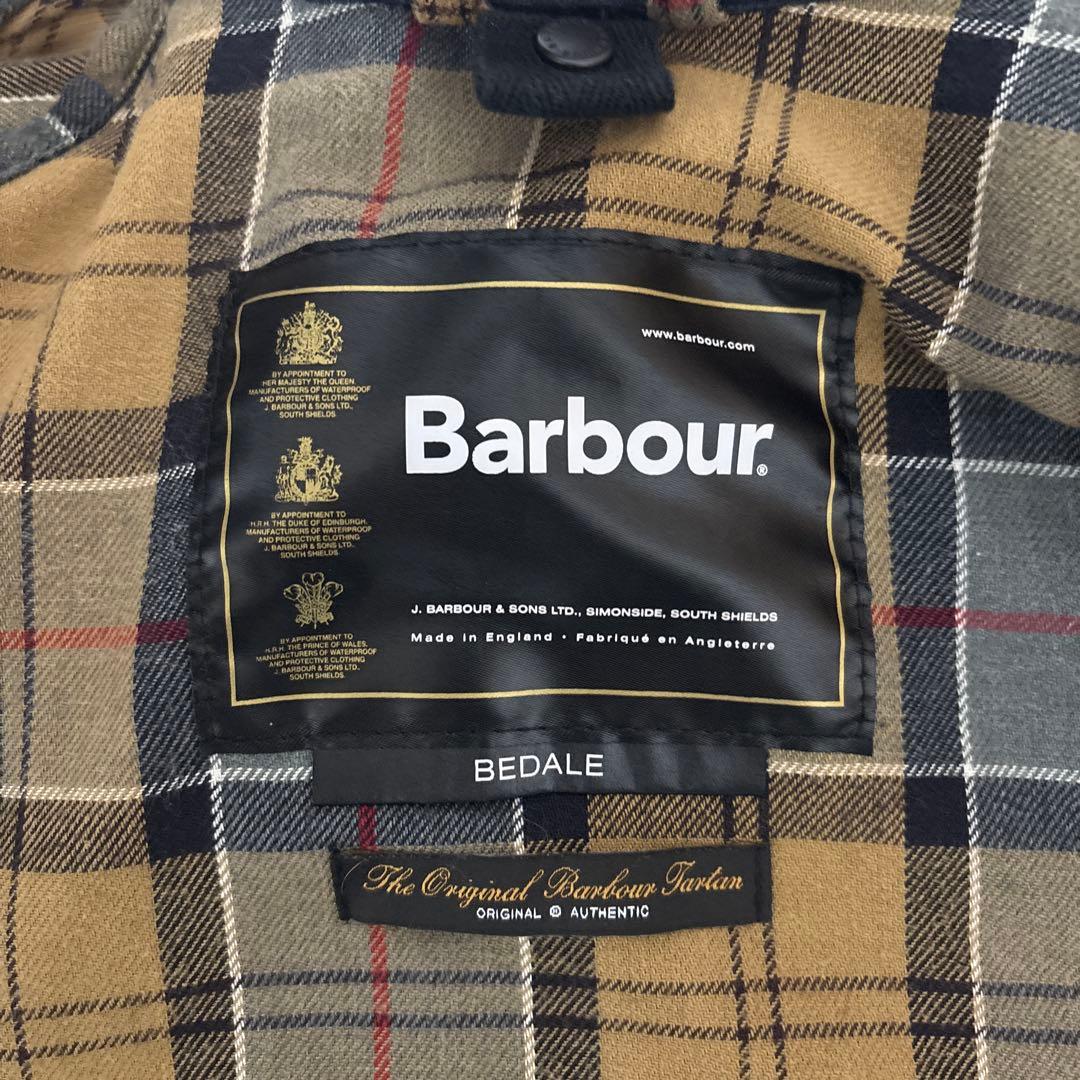 www.barbour.com
BY APPOINTMENT TO
HER MAJESTY THE QUEEN
MANUFACTURERS OF WATERPROOF
AND PROTECTIVE CLOTHING
J. BARBOUR & SONS LTD.,
SOUTH SHIELDS
Barbour®
BY APPOINTMENT TO
H.R.H. THE DUKE OF EDINBURGH,
MANUFACTURERS OF WATERPROOF
AND PROTECTIVE CLOTHING
J. BARBOUR & SONS LTD.,
SOUTH SHIELDS.
BY APPOINTMENT TO
H.R.H. THE PRINCE OF WALES,
MANUFACTURERS OF WATERPROOF
AND PROTECTIVE CLOTHING
J. BARBOUR & SONS LTD.,
SOUTH SHIELDS.
J. BARBOUR & SONS LTD., SIMONSIDE, SOUTH SHIELDS
Made in England • Fabriqué en Angleterre
BEDALE
The Original Barbour Tartan
ORIGINAL ® AUTHENTIC